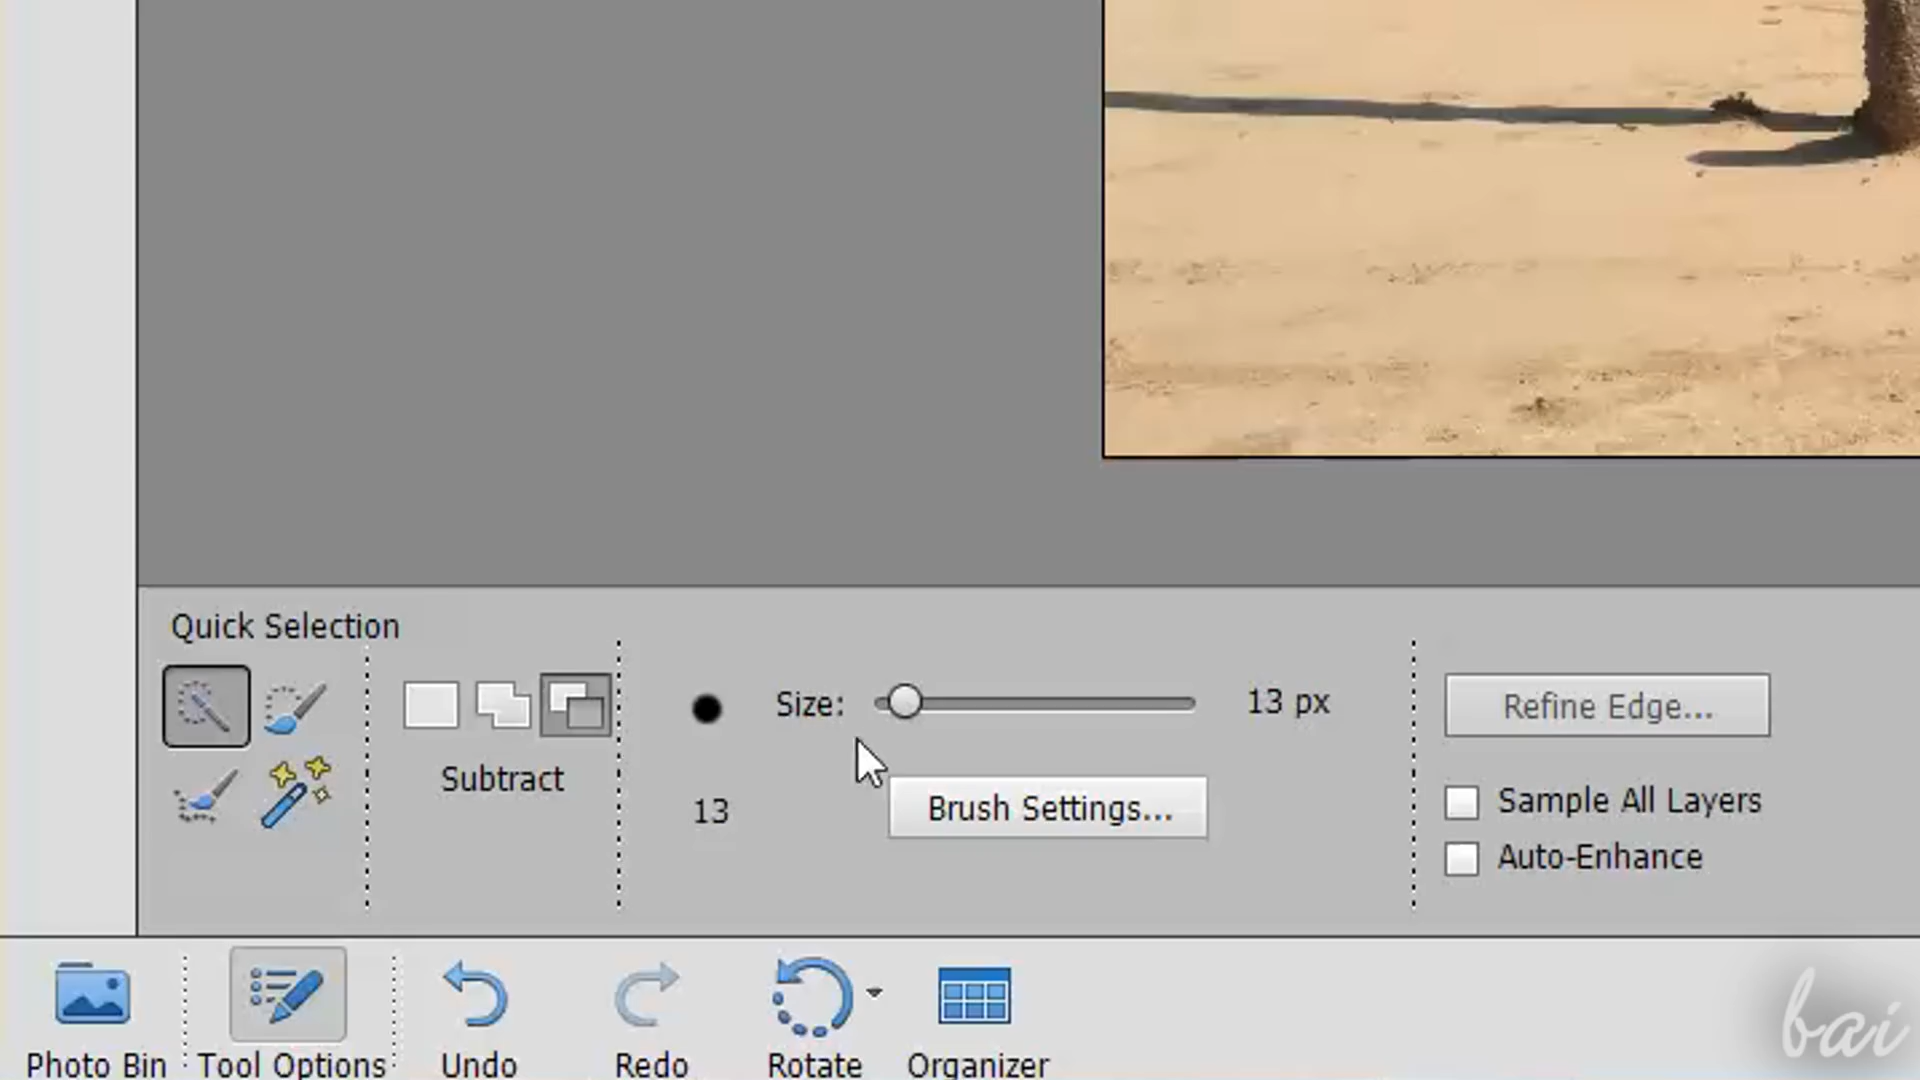 Quick Selection
Size:
13 px
Refine Edge...
Subtract
13
Brush Settings...
Sample All Layers
Auto-Enhance
Photo Bin
Tool Options
Undo
Redo
Rotate
Organizer
bai